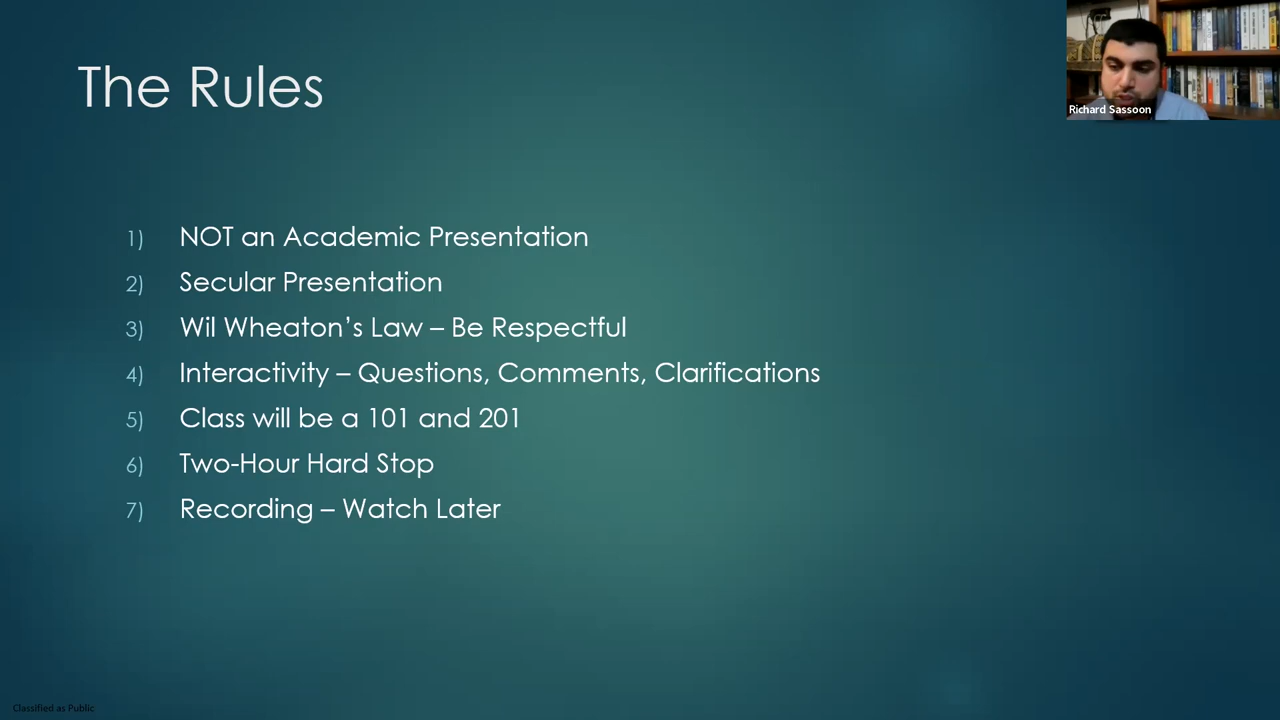 The Rules
Richard Sassoon
1) NOT an Academic Presentation
2) Secular Presentation
3) Wil Wheaton’s Law – Be Respectful
4) Interactivity – Questions, Comments, Clarifications
5) Class will be a 101 and 201
6) Two-Hour Hard Stop
7) Recording – Watch Later
Classified as Public